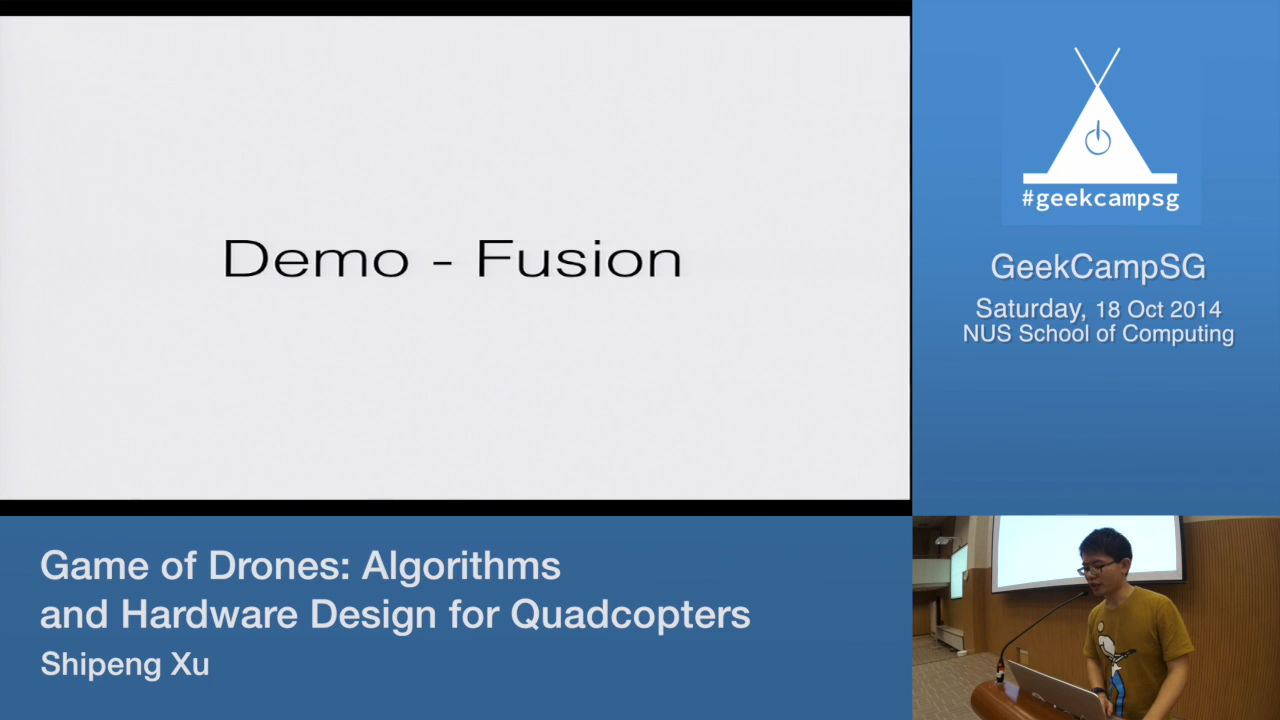 Demo - Fusion
#geekcampsg
GeekCampSG
Saturday, 18 Oct 2014
NUS School of Computing
Game of Drones: Algorithms
and Hardware Design for Quadcopters
Shipeng Xu